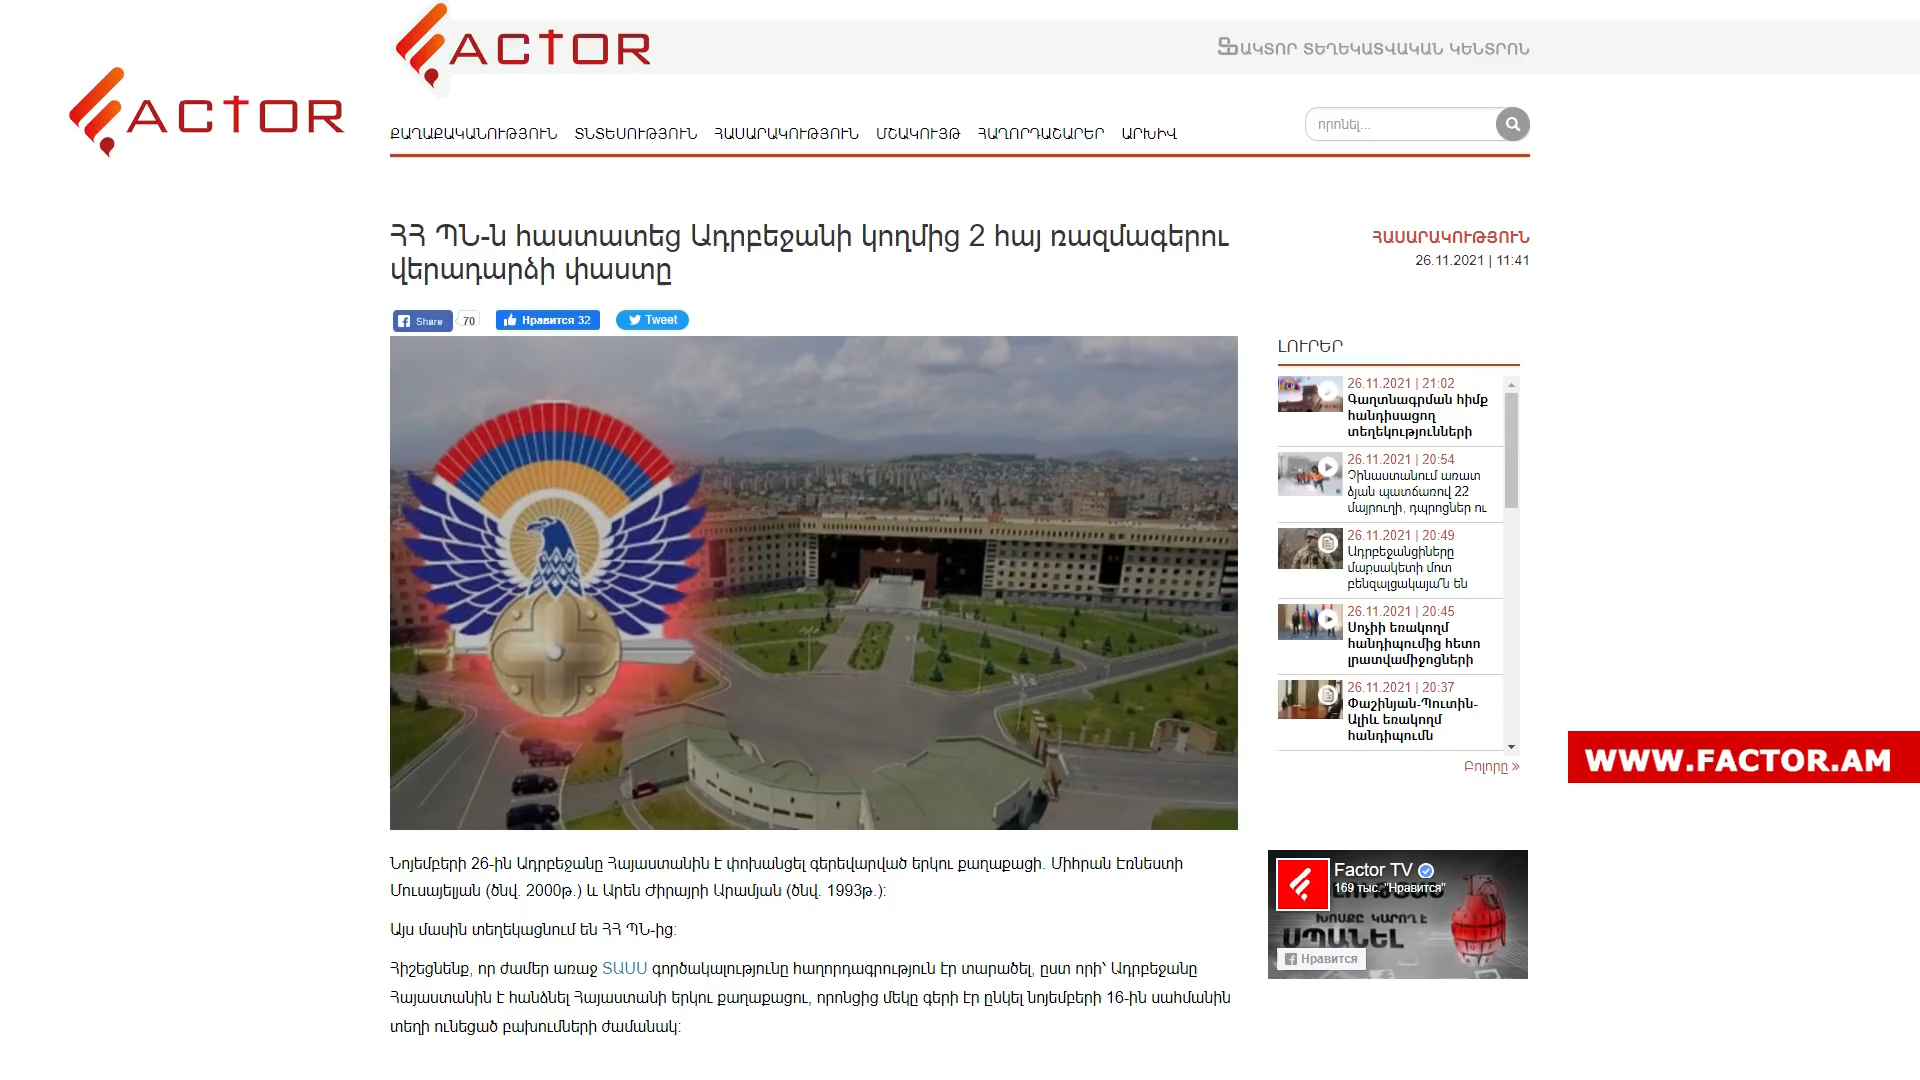 ACTOR
ՖԱԿՏՈՐ ՏԵՂԵԿԱՏՎԱԿԱՆ ԿԵՆՏՐՈՆ
ACTOR
ՔԱՂԱՔԱԿԱՆՈՒԹՅՈՒՆ ՏՆՏԵՍՈՒԹՅՈՒՆ ՀԱՍԱՐԱԿՈՒԹՅՈՒՆ ՄՇԱԿՈՒՅԹ ՀԱՂՈՐԴԱՇԱՐԵՐ ԱՐԽԻՎ
որոնել...
ՀՀ ՊՆ-ն հաստատեց Ադրբեջանի կողմից 2 հայ ռազմագերու
վերադարձի փաստը
ՀԱՍԱՐԱԿՈՒԹՅՈՒՆ
26.11.2021 | 11:41
Share 70 Нравится 32 Tweet
ԼՈՒՐԵՐ
26.11.2021 | 21:02
Գաղտնագրման հիմք
հանդիսացող
տեղեկությունների
26.11.2021 | 20:54
Չինաստանում առատ
ձյան պատճառով 22
մայրուղի, դպրոցներ ու
26.11.2021 | 20:49
Ադրբեջանցիները
մարսակետի մոտ
բենզալցակայա՞ն են
26.11.2021 | 20:45
Սոչիի եռակողմ
հանդիպումից հետո
լրատվամիջոցների
26.11.2021 | 20:37
Փաշինյան-Պուտին-
Ալիև եռակողմ
հանդիպումն
Բոլորը »
WWW.FACTOR.AM
Նոյեմբերի 26-ին Ադրբեջանը Հայաստանին է փոխանցել գերեվարված երկու քաղաքացի. Միհրան Էռնեստի
Մուսայելյան (ծնվ. 2000թ.) և Արեն Ժիրայրի Արամյան (ծնվ. 1993թ.):
Այս մասին տեղեկացնում են ՀՀ ՊՆ-ից:
Հիշեցնենք, որ ժամեր առաջ ՏԱՍՍ գործակալությունը հաղորդագրություն էր տարածել, ըստ որի՝ Ադրբեջանը
Հայաստանին է հանձնել Հայաստանի երկու քաղաքացու, որոնցից մեկը գերի էր ընկել նոյեմբերի 16-ին սահմանին
տեղի ունեցած բախումների ժամանակ:
Factor TV
169 тыс. "Нравится"
ԽՈՍՔԸ ԿԱՐՈՂ Է
ՍՊԱՆԵԼ
Нравится